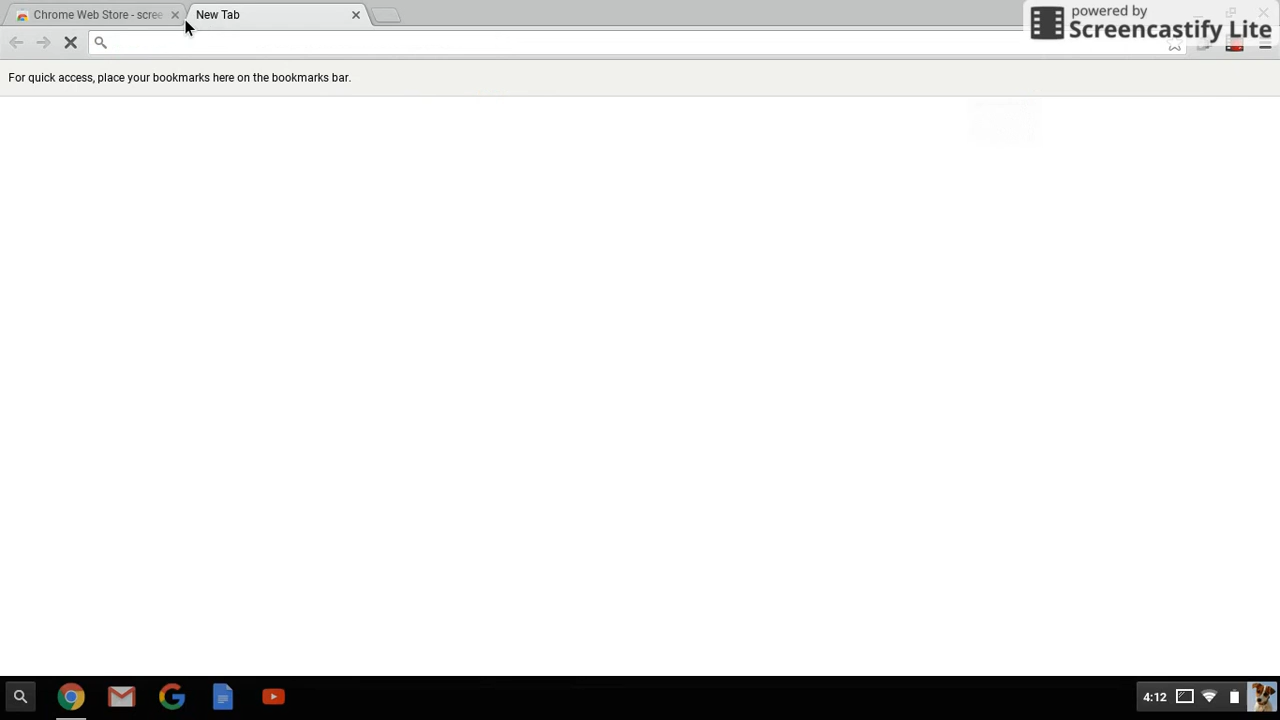 Chrome Web Store - scree
New Tab
powered by
Screencastify Lite
For quick access, place your bookmarks here on the bookmarks bar.
4:12